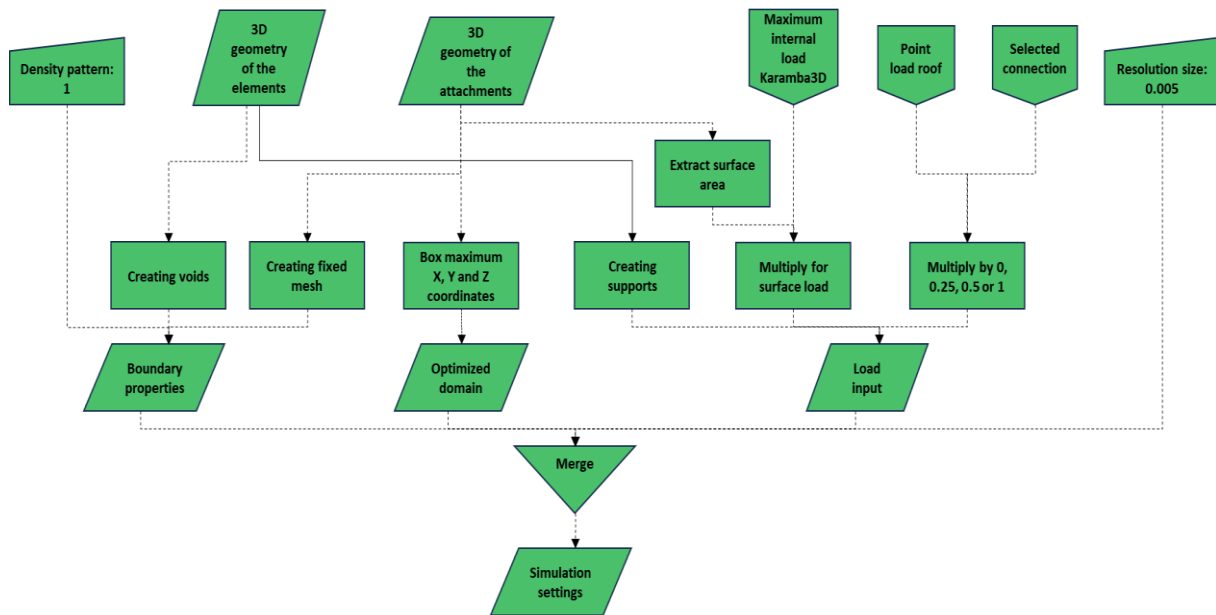 Density pattern:
1
3D
geometry
of the
elements
3D
geometry of
the
attachments
Maximum
internal
load
Karamba3D
Point
load roof
Selected
connection
Resolution size:
0.005
Extract surface
area
Creating voids
Creating fixed
mesh
Box maximum
X, Y and Z
coordinates
Creating
supports
Multiply for
surface load
Multiply by 0,
0.25, 0.5 or 1
Boundary
properties
Optimized
domain
Load
input
Merge
Simulation
settings